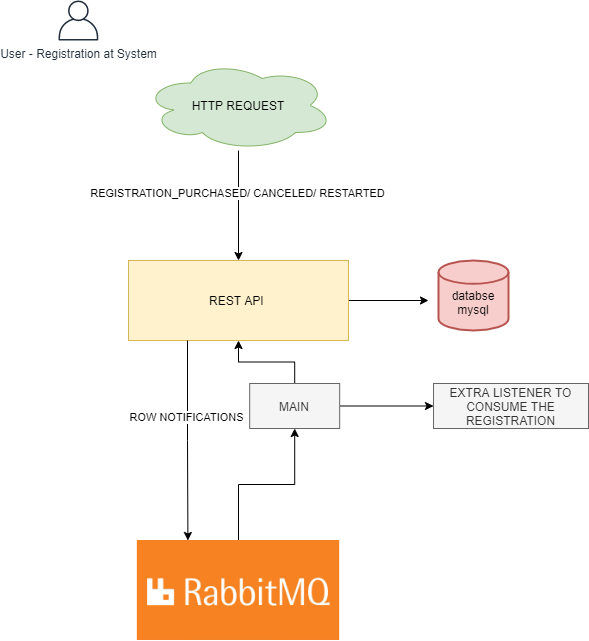 User - Registration at System
HTTP REQUEST
REGISTRATION_PURCHASED/ CANCELED/ RESTARTED
REST API
databse
mysql
MAIN
EXTRA LISTENER TO
CONSUME THE
REGISTRATION
ROW NOTIFICATIONS
RabbitMQ